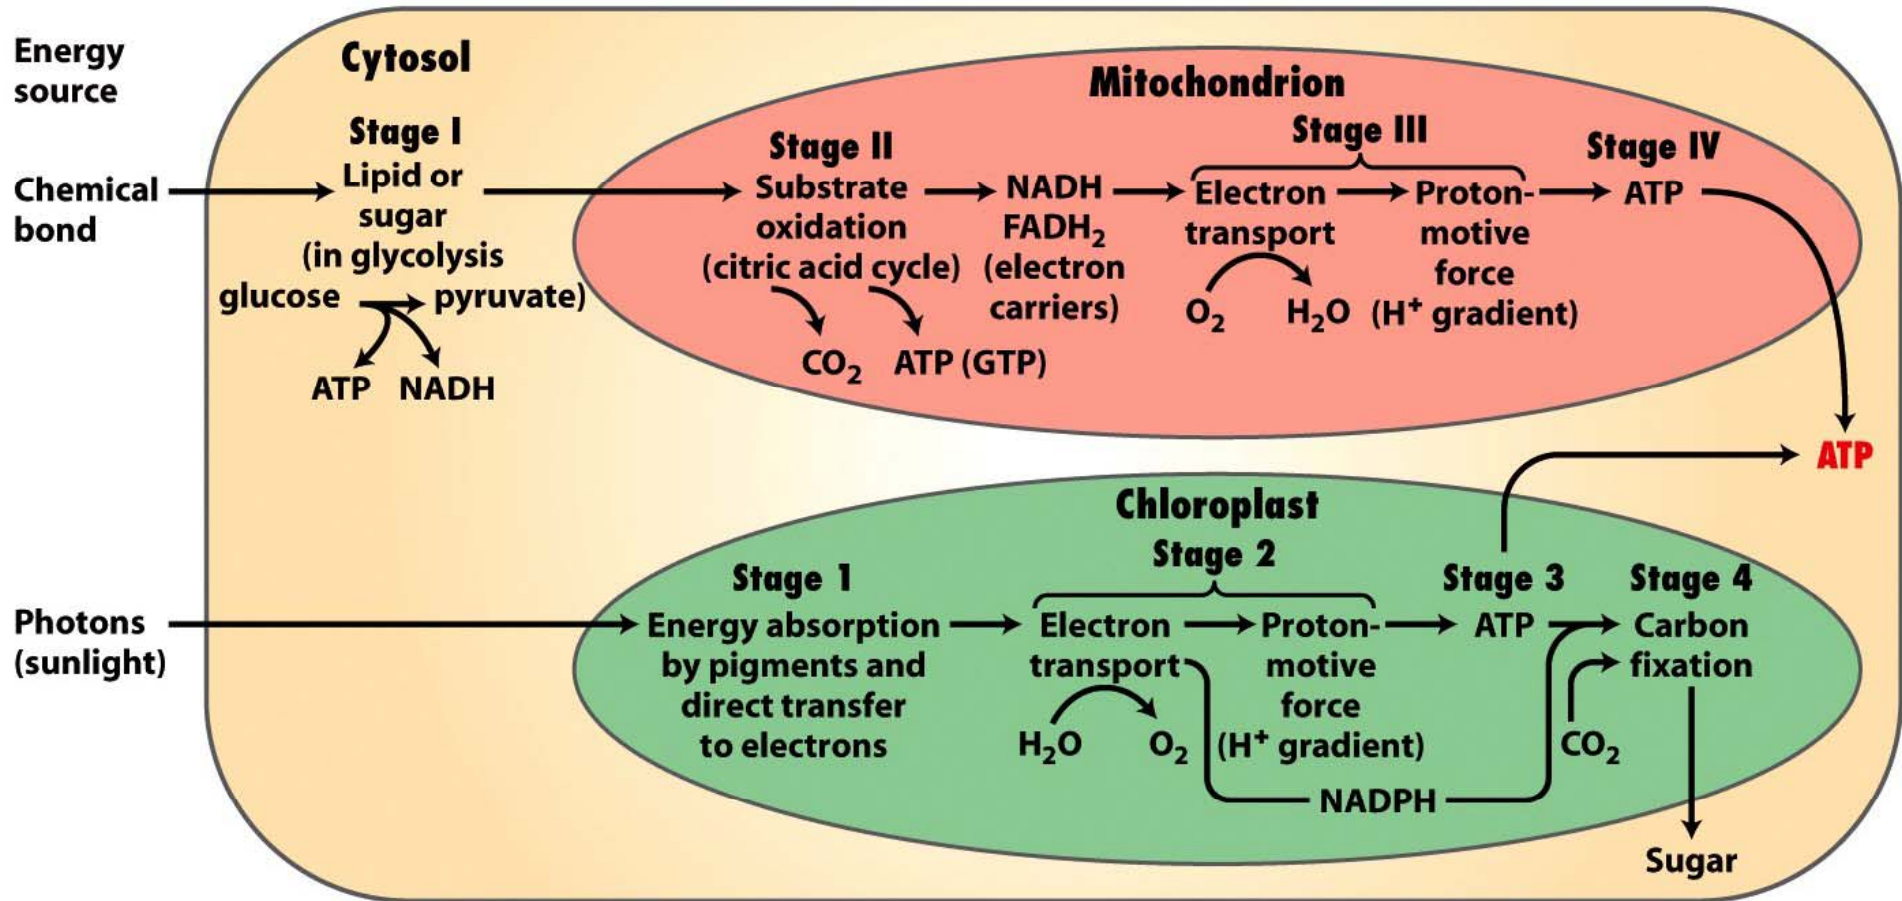 Energy
source
Cytosol
Mitochondrion
Stage I
Stage II
Stage III
Stage IV
Chemical
bond
Lipid or
sugar
(in glycolysis
glucose
pyruvate)
ATP
NADH
Substrate
oxidation
(citric acid cycle)
CO₂
ATP (GTP)
NADH
FADH₂
(electron
carriers)
Electron
transport
O₂
H₂O
Proton-
motive
force
(H⁺ gradient)
ATP
ATP
Chloroplast
Stage 1
Stage 2
Stage 3
Stage 4
Photons
(sunlight)
Energy absorption
by pigments and
direct transfer
to electrons
Electron
transport
H₂O
O₂
Proton-
motive
force
(H⁺ gradient)
NADPH
ATP
Carbon
fixation
CO₂
Sugar